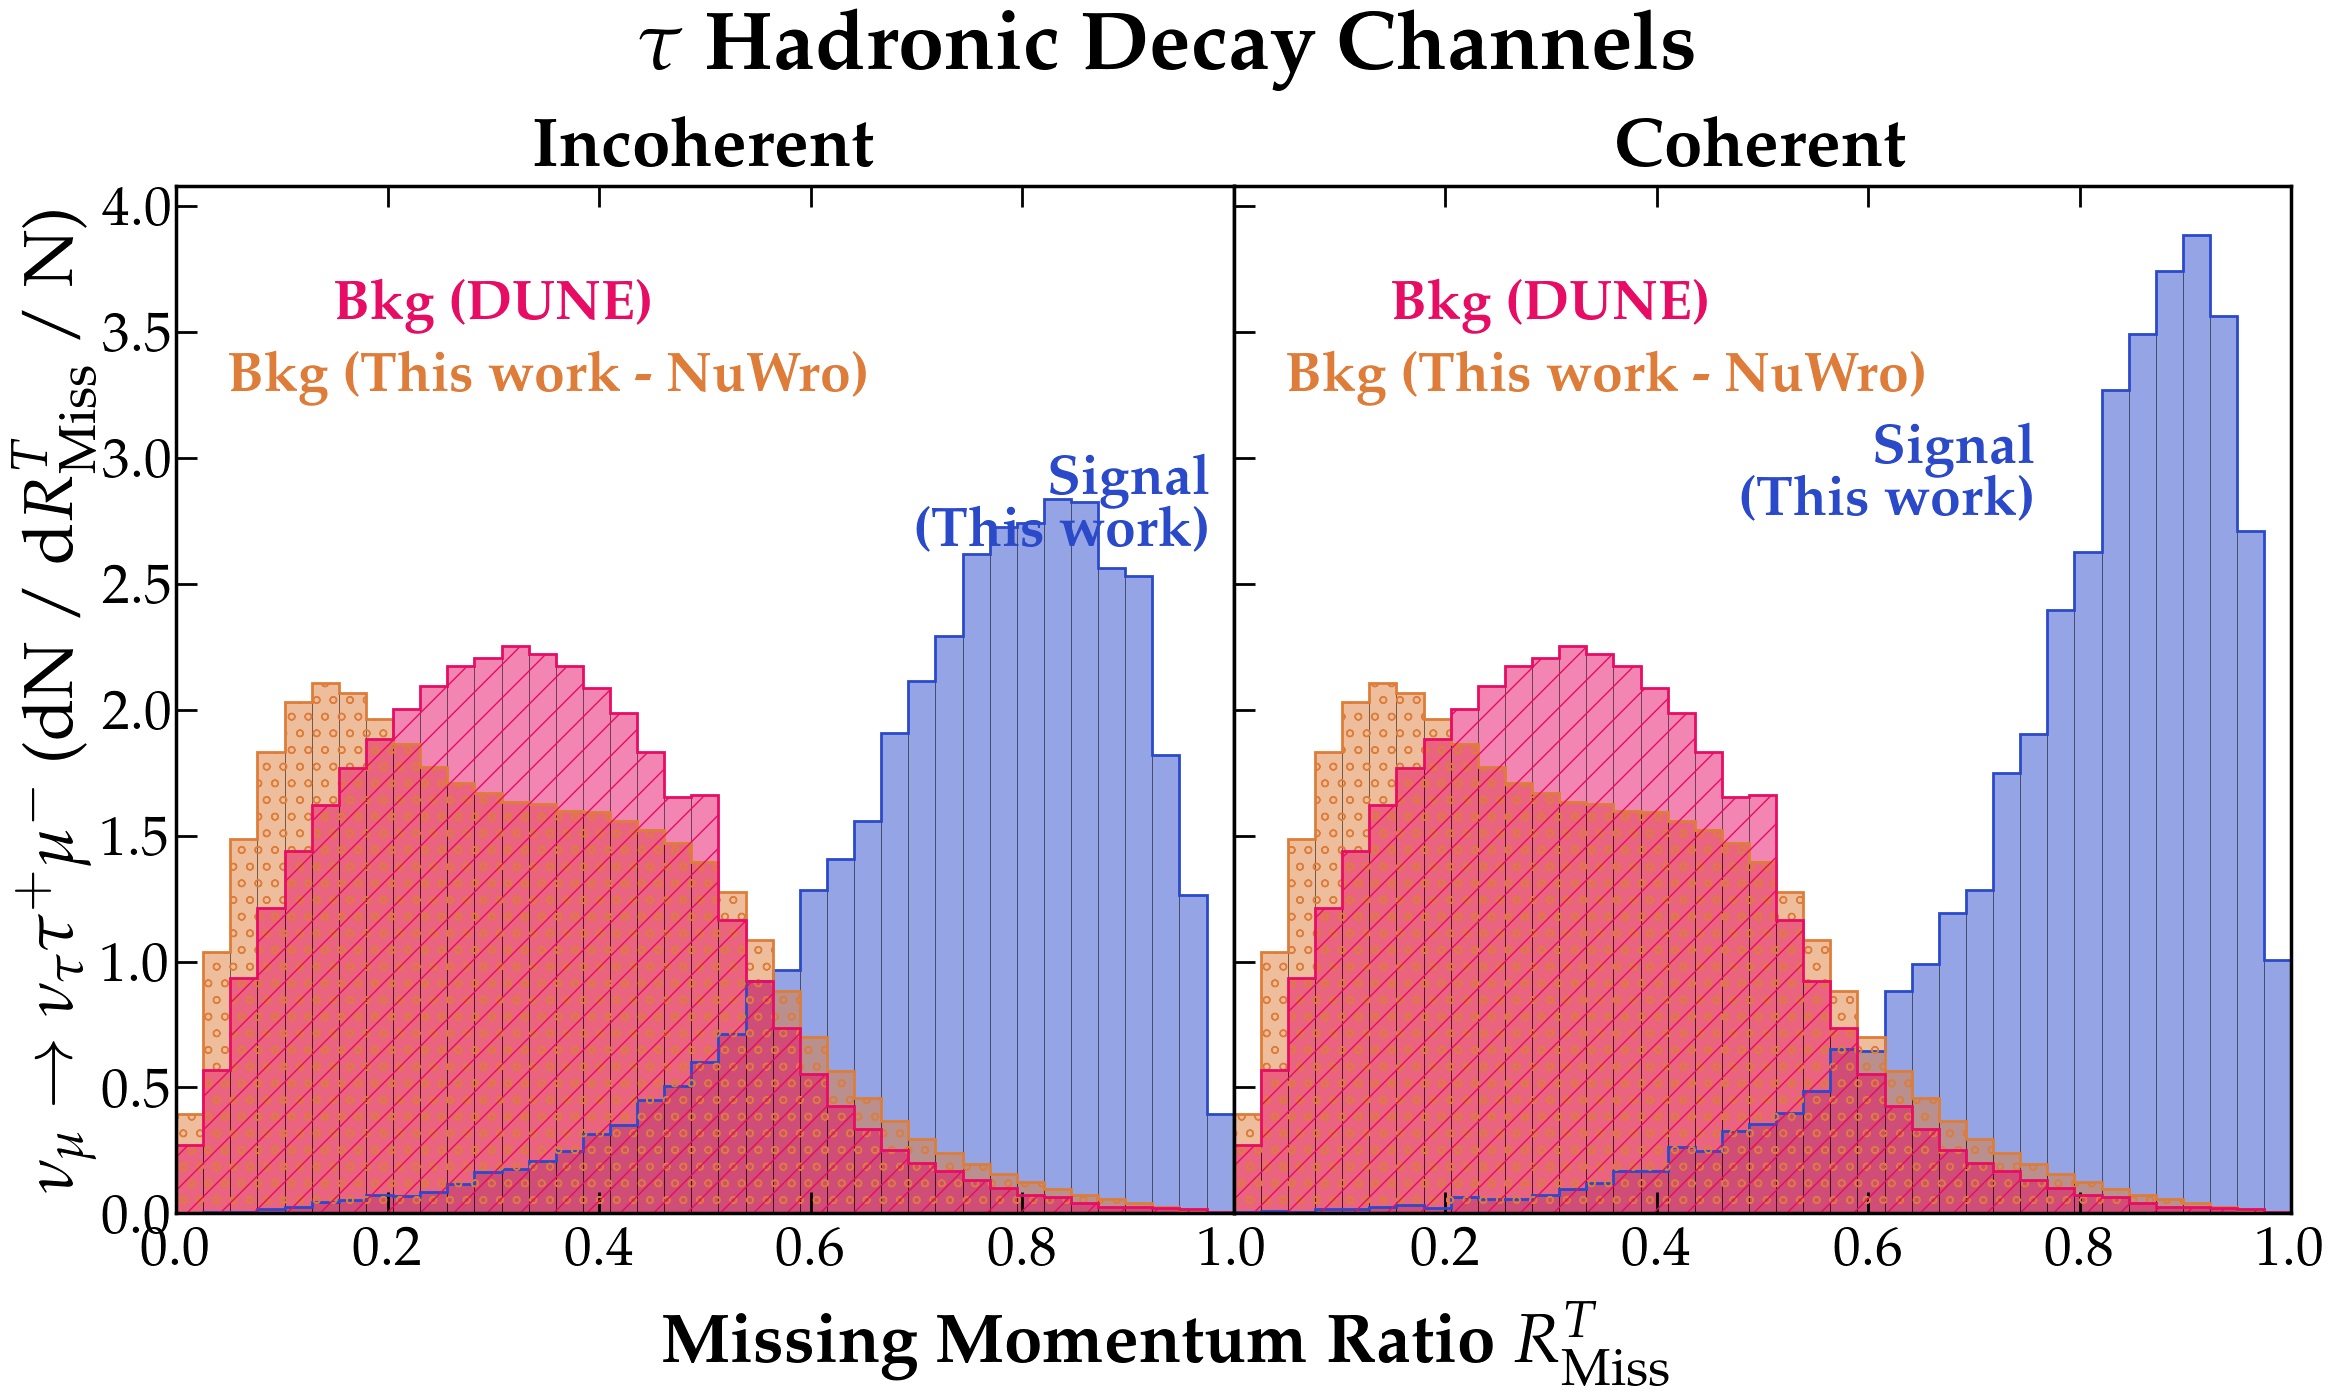 τ Hadronic Decay Channels
Incoherent
Coherent
ν_μ → ν_τ τ⁺ μ⁻ (dN / dR^T_Miss / N)
4.0
3.5
3.0
2.5
2.0
1.5
1.0
0.5
0.0
Bkg (DUNE)
Bkg (This work - NuWro)
Signal
(This work)
Bkg (DUNE)
Bkg (This work - NuWro)
Signal
(This work)
0.0 0.2 0.4 0.6 0.8 1.0 0.2 0.4 0.6 0.8 1.0
Missing Momentum Ratio R^T_Miss